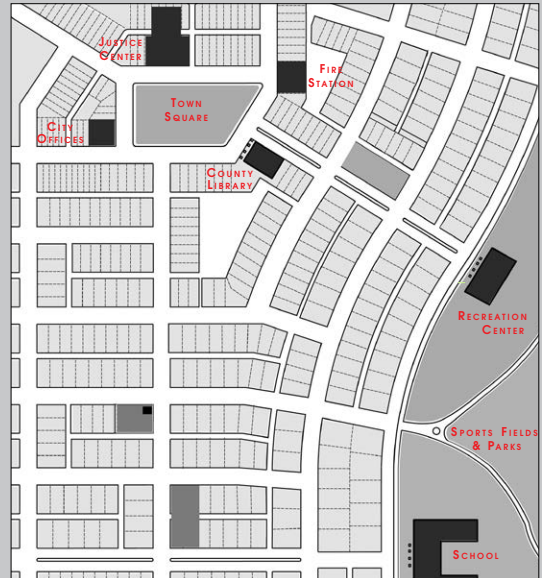 JUSTICE
CENTER
FIRE
STATION
TOWN
SQUARE
CITY
OFFICES
COUNTY
LIBRARY
RECREATION
CENTER
SPORTS FIELDS
& PARKS
SCHOOL